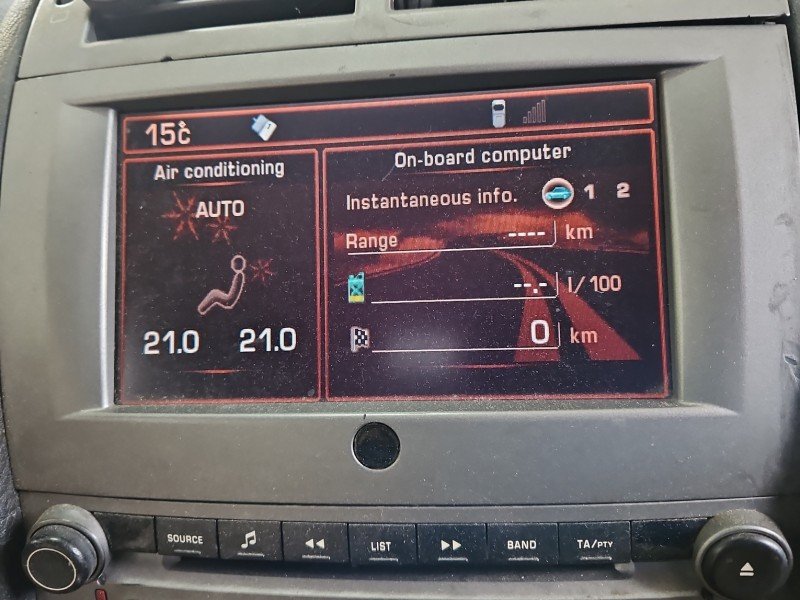 15°c
Air conditioning
AUTO
21.0 21.0
On-board computer
Instantaneous info. 1 2
Range ---- km
--.- l/100
0 km
SOURCE LIST BAND TA/PTY